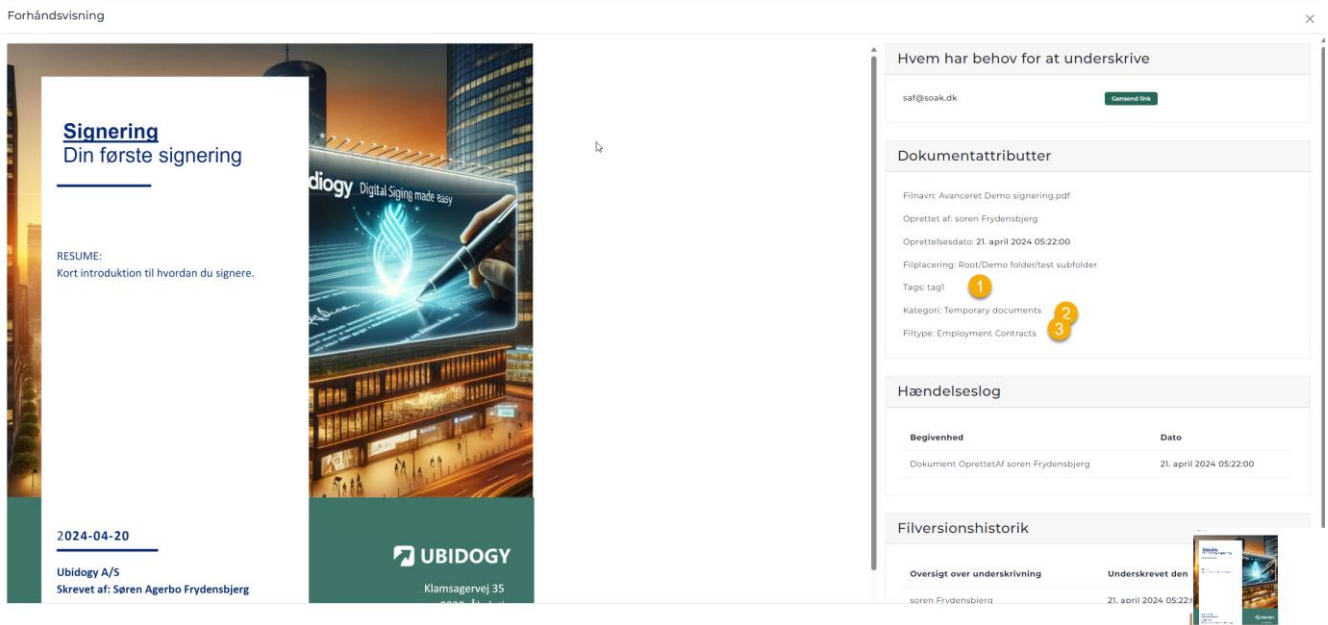 Forhåndsvisning
Signering
Din første signering
RESUME:
Kort introduktion til hvordan du signere.
diogy Digital Siging made easy
2024-04-20
Ubidogy A/S
Skrevet af: Søren Agerbo Frydensbjerg
UBIDOGY
Klamsagervej 35
Hvem har behov for at underskrive
saf@soak.dk
Gensend link
Dokumentattributter
Filnavn: Avanceret Demo signering.pdf
Oprettet af: soren Frydensbjerg
Oprettelsesdato: 21. april 2024 05:22:00
Filplacering: Root/Demo folder/test subfolder
Tags: tag1 1
Kategori: Temporary documents 2
Filtype: Employment Contracts 3
Hændelseslog
Begivenhed Dato
Dokument OprettetAf soren Frydensbjerg 21. april 2024 05:22:00
Filversionshistorik
Oversigt over underskrivning Underskrevet den
soren Frydensbjerg 21. april 2024 05:22: